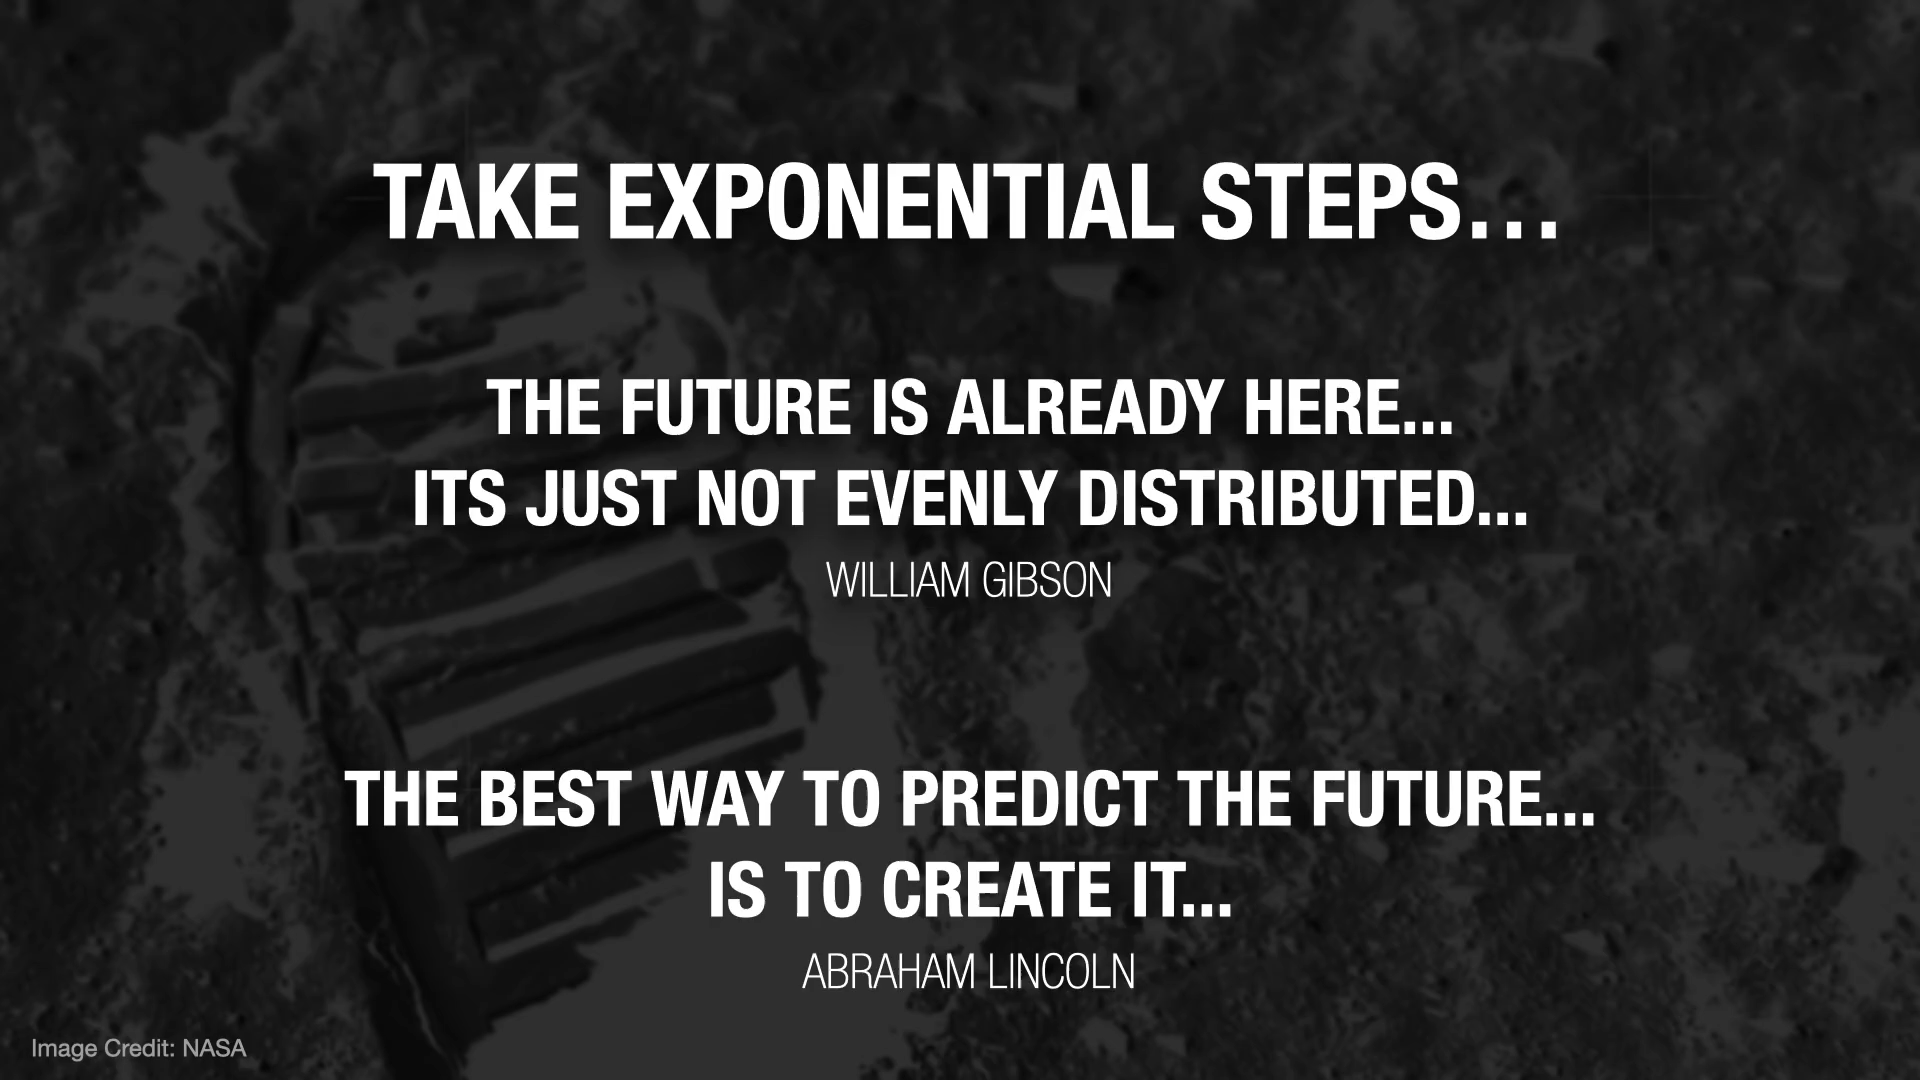 TAKE EXPONENTIAL STEPS...
THE FUTURE IS ALREADY HERE...
ITS JUST NOT EVENLY DISTRIBUTED...
WILLIAM GIBSON
THE BEST WAY TO PREDICT THE FUTURE...
IS TO CREATE IT...
ABRAHAM LINCOLN
Image Credit: NASA